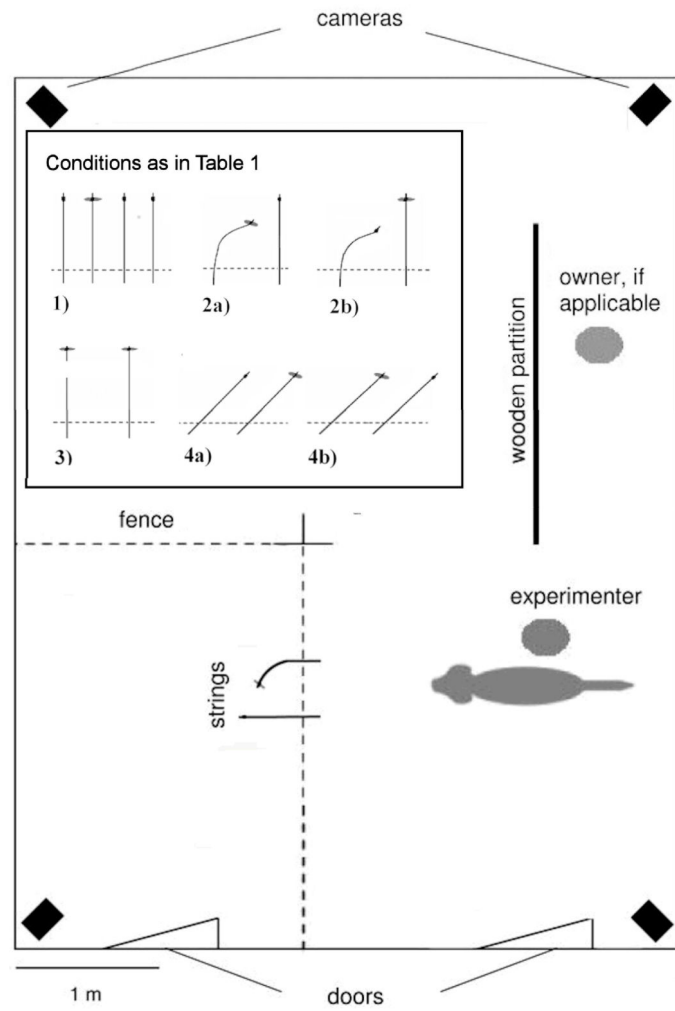 cameras
Conditions as in Table 1
1)
2a)
2b)
3)
4a)
4b)
owner, if
applicable
wooden partition
fence
experimenter
strings
1 m
doors